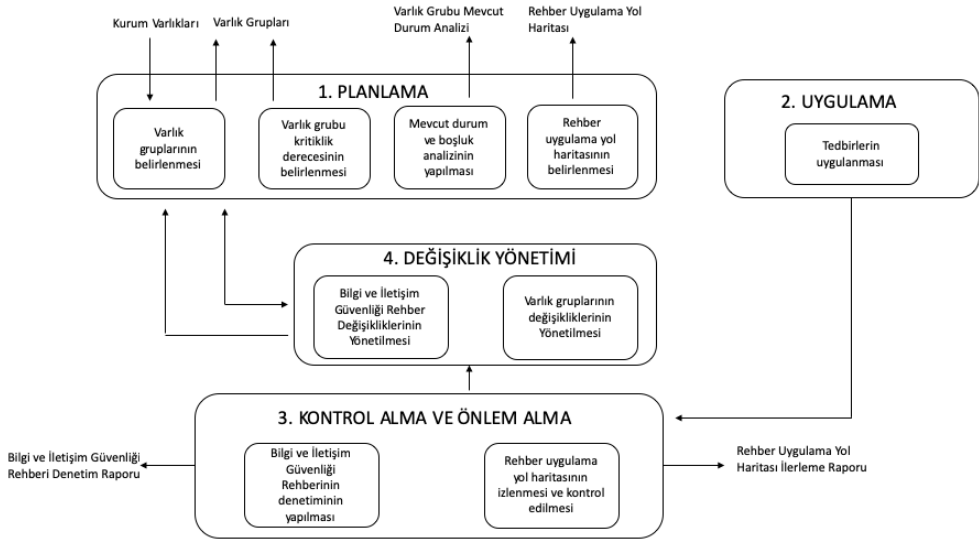 Kurum Varlıkları
Varlık Grupları
Varlık Grubu Mevcut
Durum Analizi
Rehber Uygulama Yol
Haritası
1. PLANLAMA
Varlık
gruplarının
belirlenmesi
Varlık grubu
kritiklik
derecesinin
belirlenmesi
Mevcut durum
ve boşluk
analizinin
yapılması
Rehber
uygulama yol
haritasının
belirlenmesi
2. UYGULAMA
Tedbirlerin
uygulanması
4. DEĞİŞİKLİK YÖNETİMİ
Bilgi ve İletişim
Güvenliği Rehber
Değişikliklerinin
Yönetilmesi
Varlık gruplarının
değişikliklerinin
Yönetilmesi
3. KONTROL ALMA VE ÖNLEM ALMA
Bilgi ve İletişim
Güvenliği
Rehberinin
denetiminin
yapılması
Rehber uygulama
yol haritasının
izlenmesi ve kontrol
edilmesi
Bilgi ve İletişim Güvenliği
Rehberi Denetim Raporu
Rehber Uygulama Yol
Haritası İlerleme Raporu